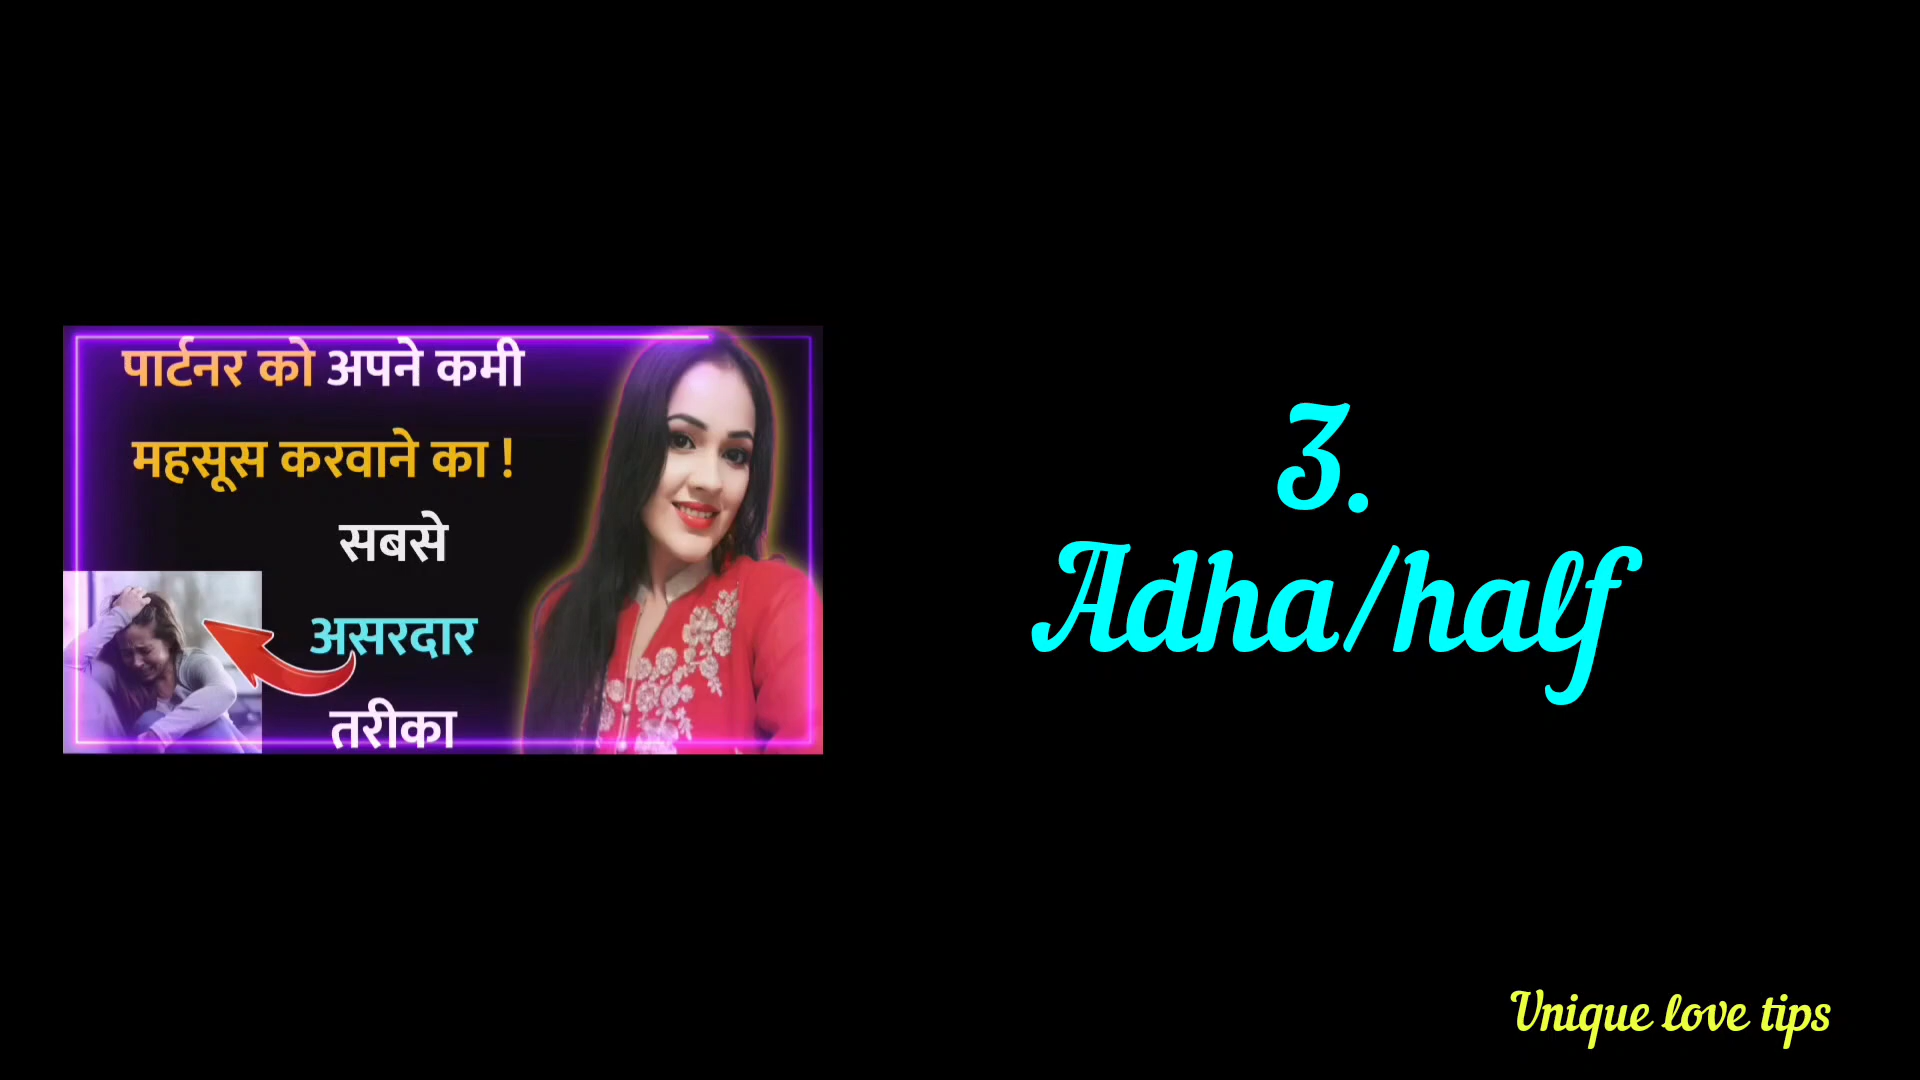 पार्टनर को अपने कमी
महसूस करवाने का !
सबसे
असरदार
तरीका
3.
Adha/half
Unique love tips